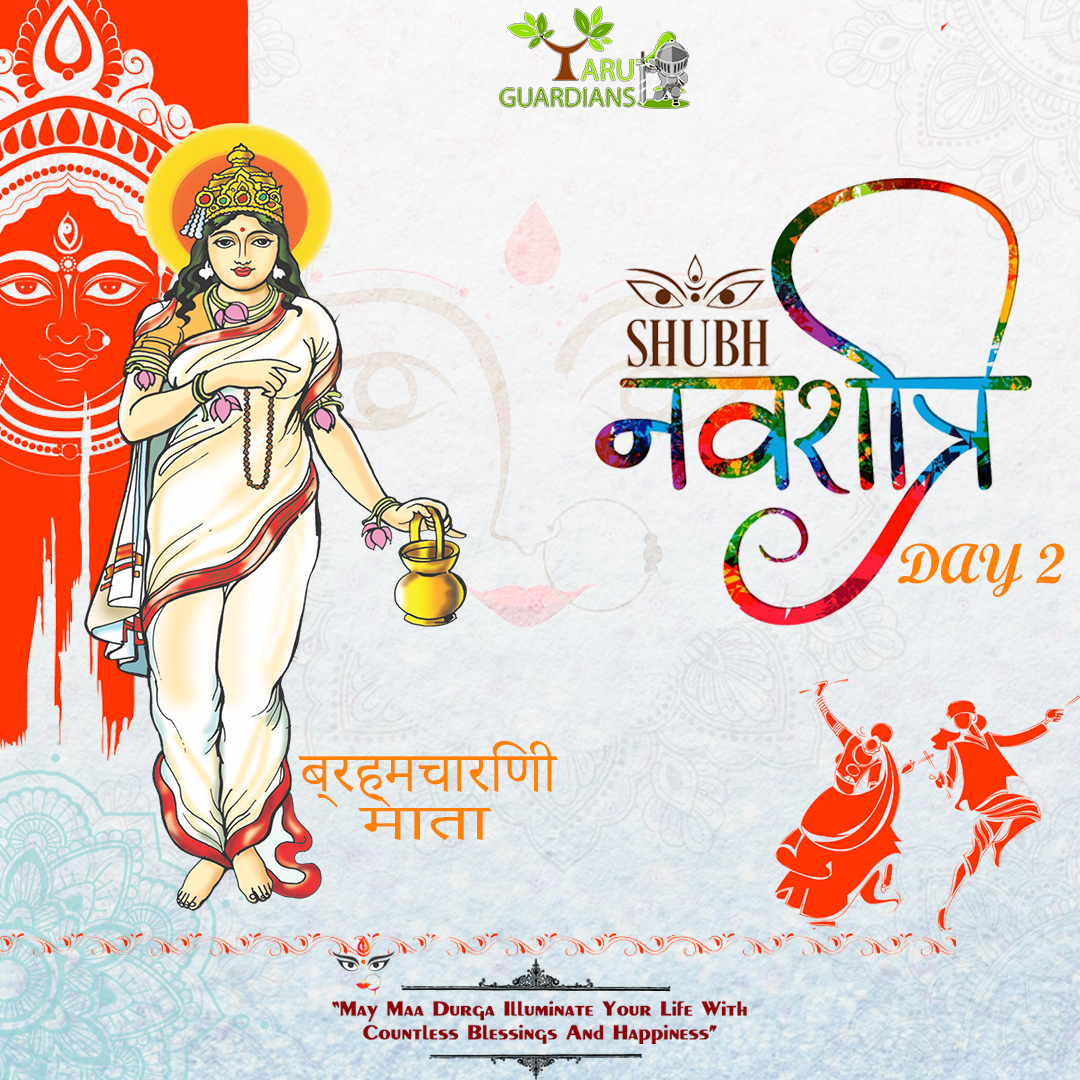 TARU
GUARDIANS
SHUBH
नवरात्रि
DAY 2
ब्‌रह्‌मचारणिी
माता
"May Maa Durga Illuminate Your Life With
Countless Blessings And Happiness"